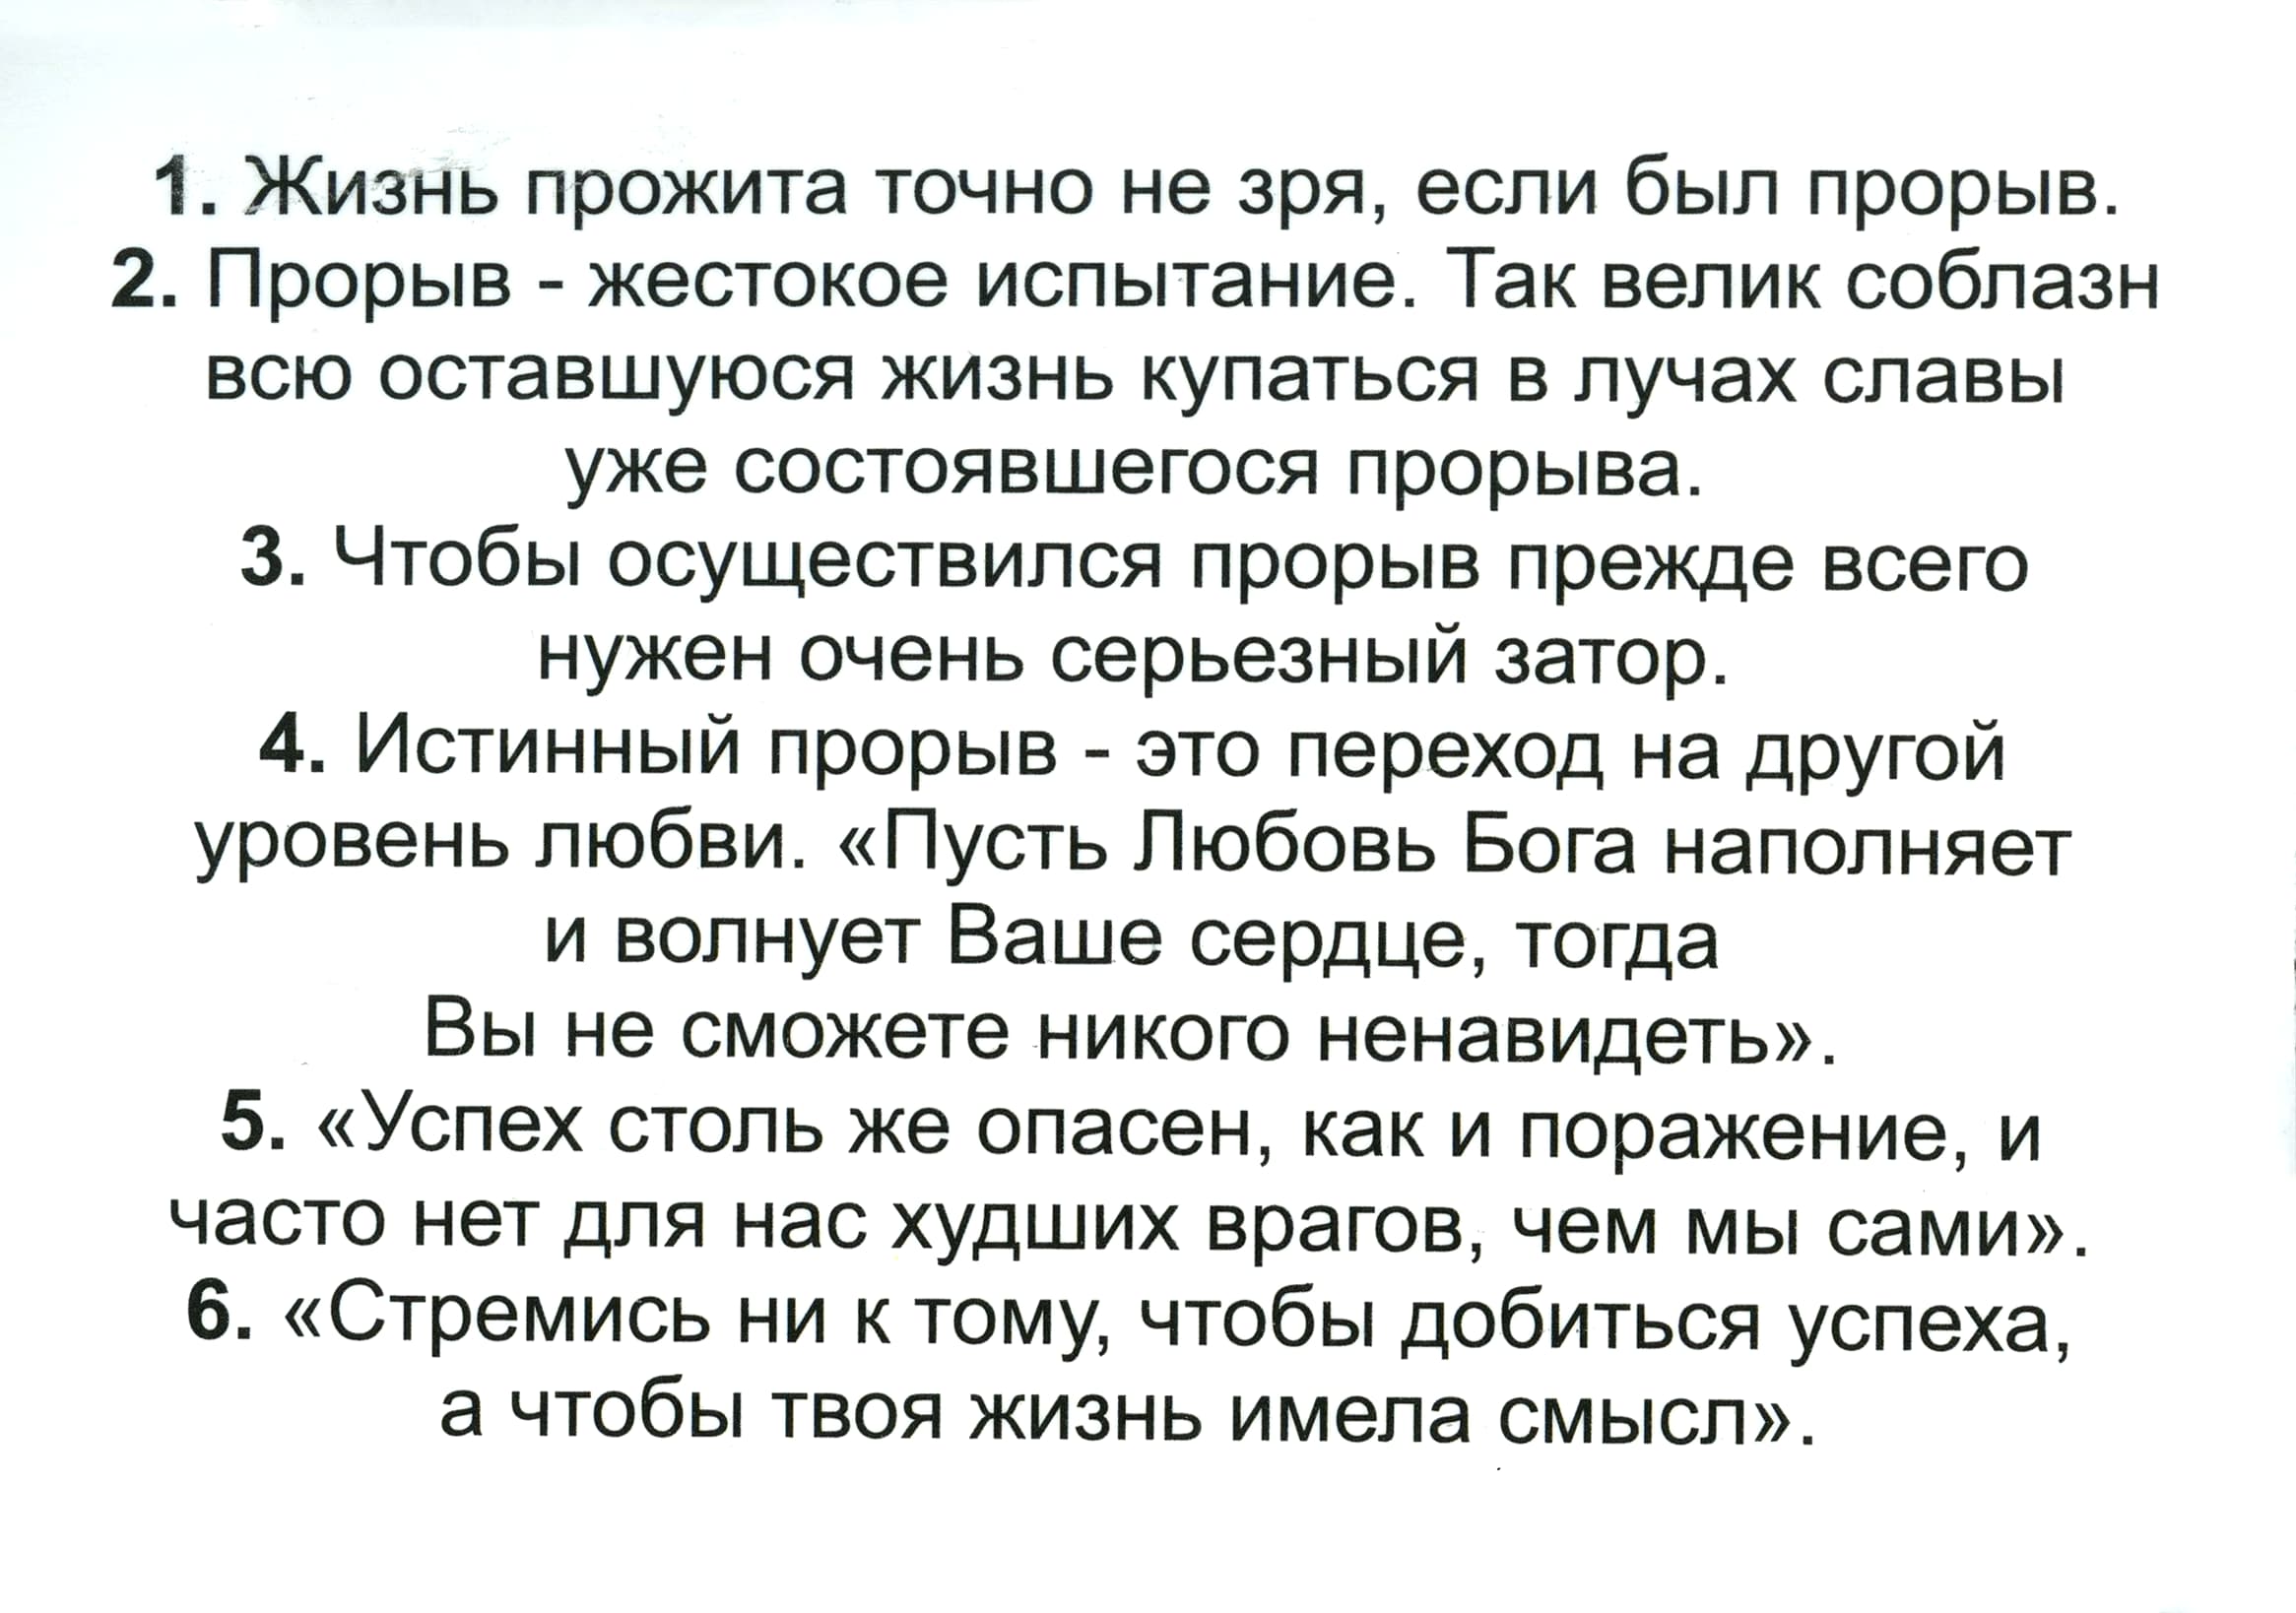 1. Жизнь прожита точно не зря, если был прорыв.
2. Прорыв - жестокое испытание. Так велик соблазн
всю оставшуюся жизнь купаться в лучах славы
уже состоявшегося прорыва.
3. Чтобы осуществился прорыв прежде всего
нужен очень серьезный затор.
4. Истинный прорыв - это переход на другой
уровень любви. «Пусть Любовь Бога наполняет
и волнует Ваше сердце, тогда
Вы не сможете никого ненавидеть».
5. «Успех столь же опасен, как и поражение, и
часто нет для нас худших врагов, чем мы сами».
6. «Стремись ни к тому, чтобы добиться успеха,
а чтобы твоя жизнь имела смысл».